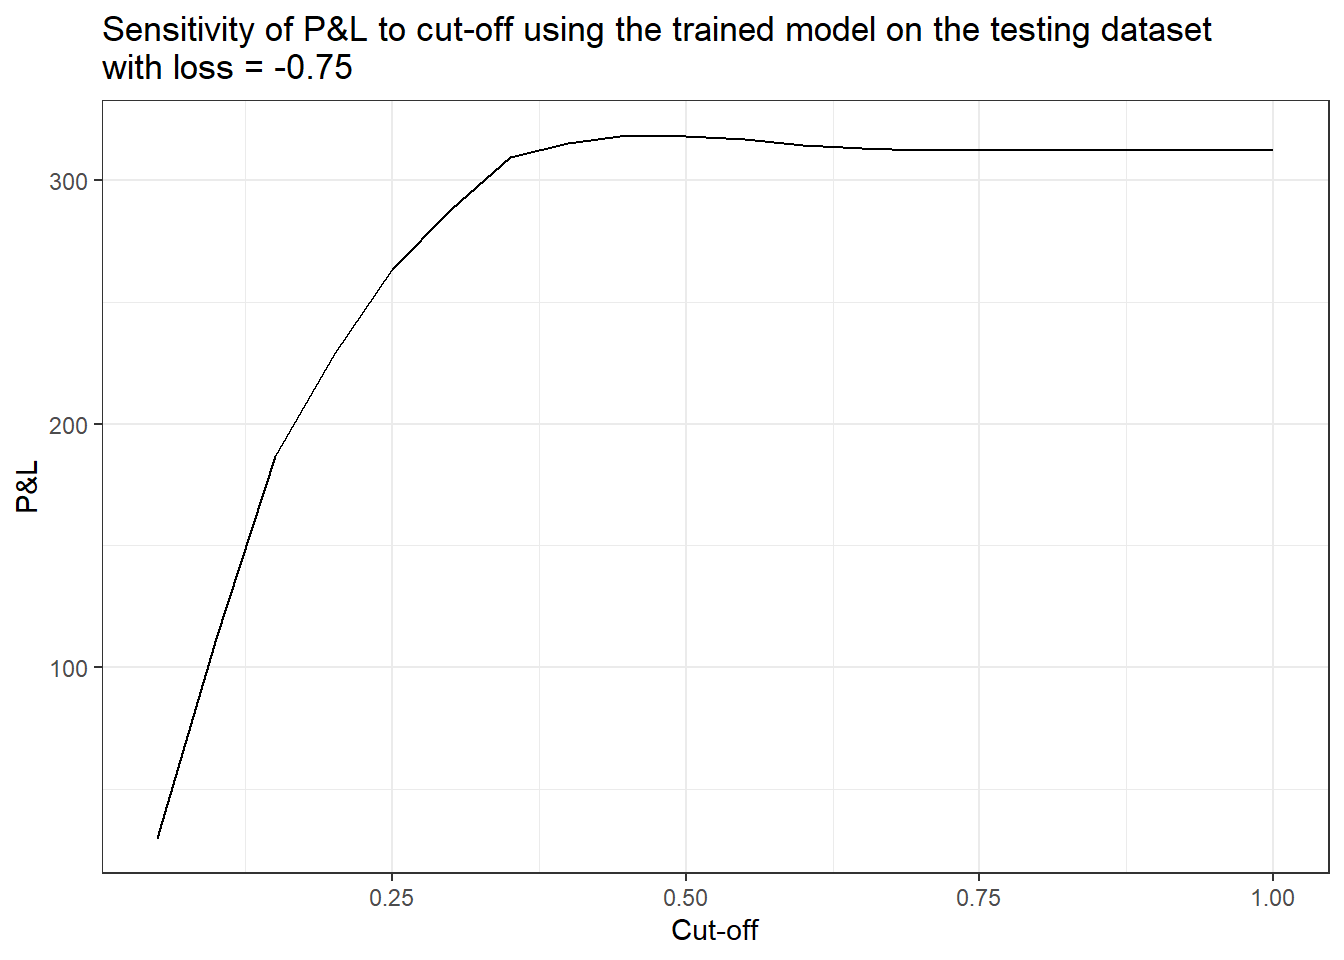 Sensitivity of P&L to cut-off using the trained model on the testing dataset
with loss = -0.75
300
200
100
P&L
0.25 0.50 0.75 1.00
Cut-off